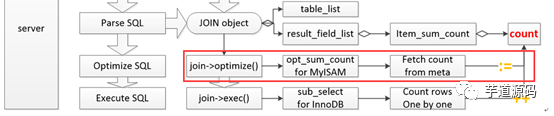 server
Parse SQL
JOIN object
table_list
result_field_list
Item_sum_count
count
Optimize SQL
join->optimize()
opt_sum_count
for MyISAM
Fetch count
from meta
:=
Execute SQL
join->exec()
sub_select
for InnoDB
Count rows
One by one
++
芋道源码